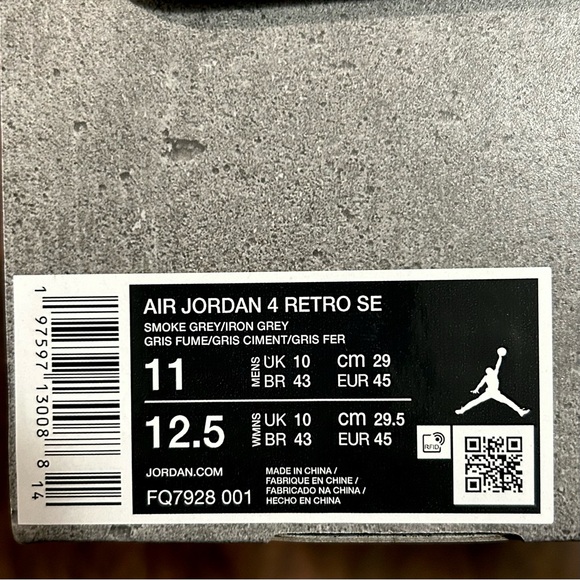 AIR JORDAN 4 RETRO SE
SMOKE GREY/IRON GREY
GRIS FUME/GRIS CIMENT/GRIS FER
11 MENS UK 10 CM 29
BR 43 EUR 45
12.5 WMNS UK 10 CM 29.5
BR 43 EUR 45
JORDAN.COM
FQ7928 001
MADE IN CHINA /
FABRIQUE EN CHINE /
FABRICADO NA CHINA /
HECHO EN CHINA
RFID
1 97597 13008 8 14